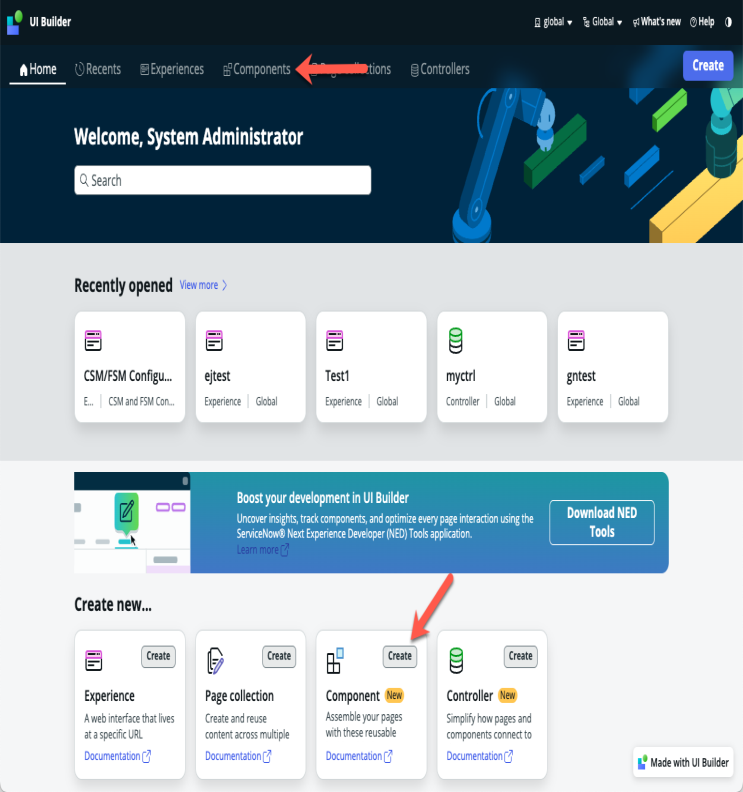 UI Builder
global
Global
What's new
Help
Home
Recents
Experiences
Components
Controllers
Create
Welcome, System Administrator
Search
Recently opened
View more
CSM/FSM Configu...
E... | CSM and FSM Con...
ejtest
Experience | Global
Test1
Experience | Global
myctrl
Controller | Global
gntest
Experience | Global
Boost your development in UI Builder
Uncover insights, track components, and optimize every page interaction using the
ServiceNow® Next Experience Developer (NED) Tools application.
Learn more
Download NED
Tools
Create new...
Create
Experience
A web interface that lives
at a specific URL
Documentation
Create
Page collection
Create and reuse
content across multiple
Documentation
Create
Component New
Assemble your pages
with these reusable
Documentation
Create
Controller New
Simplify how pages and
components connect to
Documentation
Made with UI Builder